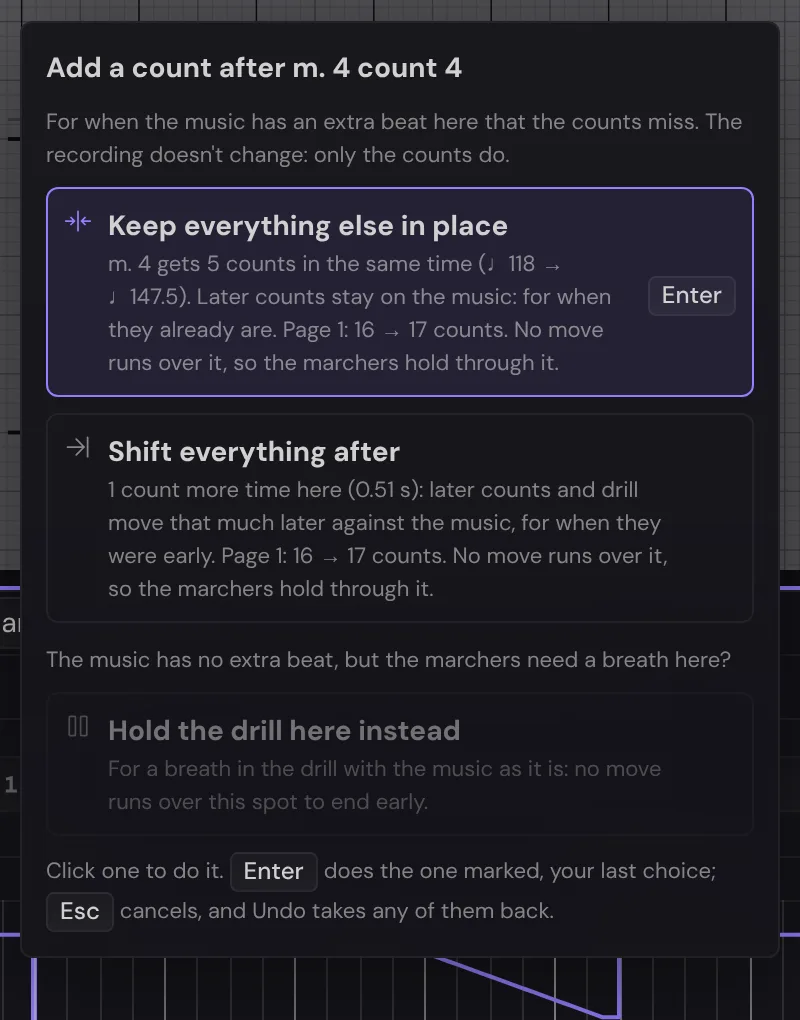 Add a count after m. 4 count 4
For when the music has an extra beat here that the counts miss. The
recording doesn't change: only the counts do.
Keep everything else in place
m. 4 gets 5 counts in the same time (♩ 118 →
♩ 147.5). Later counts stay on the music: for when
they already are. Page 1: 16 → 17 counts. No move
runs over it, so the marchers hold through it.
Enter
Shift everything after
1 count more time here (0.51 s): later counts and drill
move that much later against the music, for when they
were early. Page 1: 16 → 17 counts. No move runs over it,
so the marchers hold through it.
The music has no extra beat, but the marchers need a breath here?
Hold the drill here instead
For a breath in the drill with the music as it is: no move
runs over this spot to end early.
1
Click one to do it. Enter does the one marked, your last choice;
Esc cancels, and Undo takes any of them back.